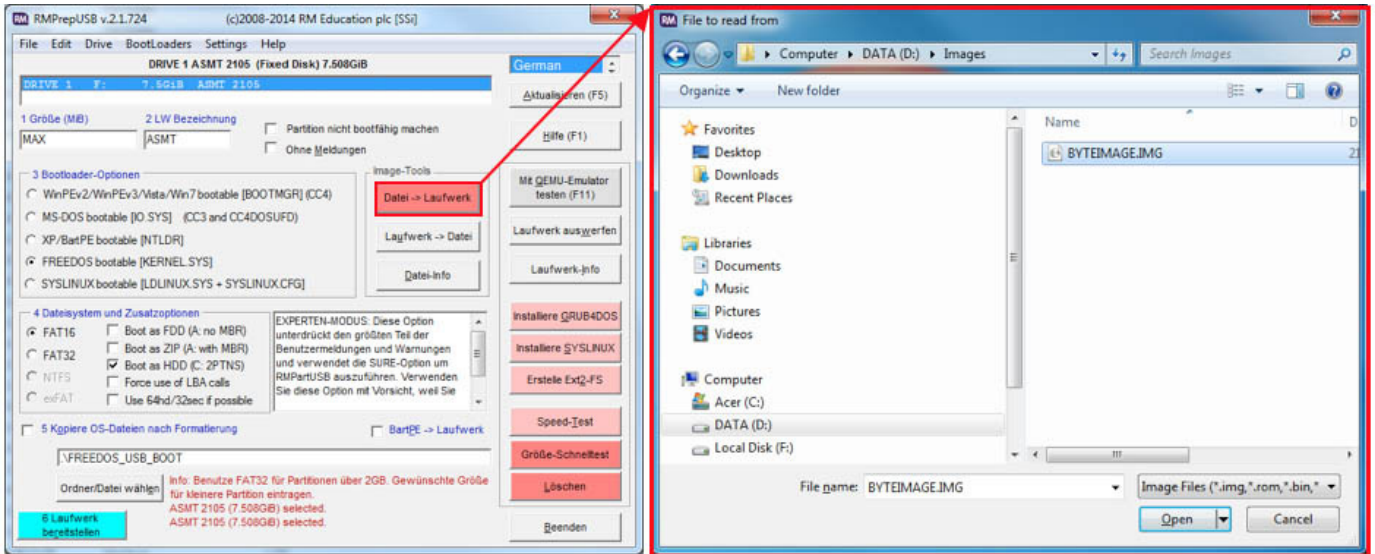 RMPrepUSB v.2.1.724 (c)2008-2014 RM Education plc [SSi]
File Edit Drive BootLoaders Settings Help
DRIVE 1 ASMT 2105 (Fixed Disk) 7.508GiB
German
DRIVE 1 F: 7.5GiB ASMT 2105
Aktualisieren (F5)
1 Größe (MiB) 2 LW Bezeichnung
MAX ASMT
Partition nicht bootfähig machen
Ohne Meldungen
Hilfe (F1)
3 Bootloader-Optionen
WinPEv2/WinPEv3/Vista/Win7 bootable [BOOTMGR] (CC4)
MS-DOS bootable [IO.SYS] (CC3 and CC4DOSUFD)
XP/BartPE bootable [NTLDR]
FREEDOS bootable [KERNEL.SYS]
SYSLINUX bootable [LDLINUX.SYS + SYSLINUX.CFG]
Image-Tools
Datei -> Laufwerk
Laufwerk -> Datei
Datei-Info
Mit QEMU-Emulator
testen (F11)
Laufwerk auswerfen
Laufwerk-Info
4 Dateisystem und Zusatzoptionen
FAT16
FAT32
NTFS
exFAT
Boot as FDD (A: no MBR)
Boot as ZIP (A: with MBR)
Boot as HDD (C: 2PTNS)
Force use of LBA calls
Use 64hd/32sec if possible
EXPERTEN-MODUS: Diese Option
unterdrückt den größten Teil der
Benutzermeldungen und Warnungen
und verwendet die SURE-Option um
RMPartUSB auszuführen. Verwenden
Sie diese Option mit Vorsicht, weil Sie
Installiere GRUB4DOS
Installiere SYSLINUX
Erstelle Ext2-FS
Speed-Test
Größe-Schnelltest
Löschen
Beenden
5 Kopiere OS-Dateien nach Formatierung
BartPE -> Laufwerk
.\FREEDOS_USB_BOOT
Ordner/Datei wählen
Info: Benutze FAT32 für Partitionen über 2GB. Gewünschte Größe
für kleinere Partition eintragen.
ASMT 2105 (7.508GiB) selected.
ASMT 2105 (7.508GiB) selected.
6 Laufwerk
bereitstellen
File to read from
Computer DATA (D:) Images
Search Images
Organize New folder
Favorites
Desktop
Downloads
Recent Places
Libraries
Documents
Music
Pictures
Videos
Computer
Acer (C:)
DATA (D:)
Local Disk (F:)
Name D
BYTEIMAGE.IMG 21
File name: BYTEIMAGE.IMG
Image Files (*.img,*.rom,*.bin,*
Open Cancel